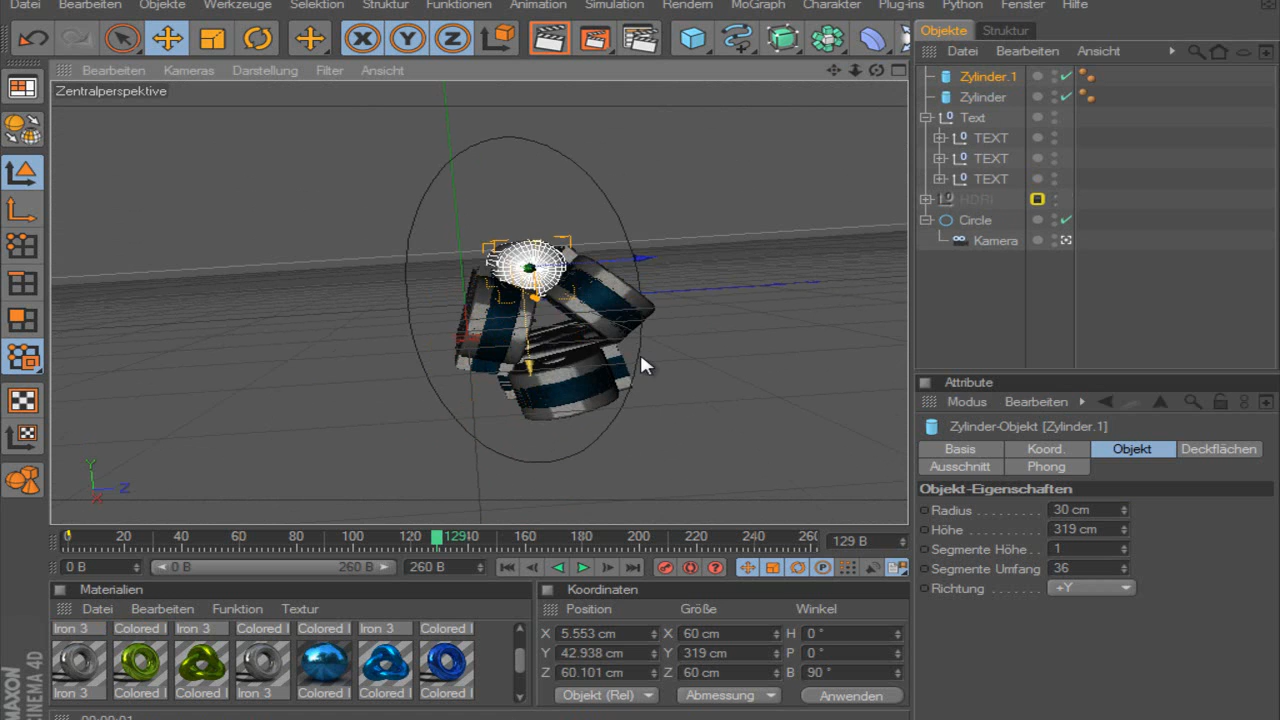 Datei Bearbeiten Objekte Werkzeuge Selektion Struktur Funktionen Animation Simulation Rendern MoGraph Charakter Plug-ins Python Fenster Hilfe
X Y Z
Bearbeiten Kameras Darstellung Filter Ansicht
Zentralperspektive
Y
Z
X
Objekte Struktur
Datei Bearbeiten Ansicht
Zylinder.1
Zylinder
Text
TEXT
TEXT
TEXT
HDRI
Circle
Kamera
Attribute
Modus Bearbeiten
Zylinder-Objekt [Zylinder.1]
Basis Koord. Objekt Deckflächen
Ausschnitt Phong
Objekt-Eigenschaften
Radius 30 cm
Höhe 319 cm
Segmente Höhe 1
Segmente Umfang 36
Richtung +Y
0 20 40 60 80 100 120 129 40 160 180 200 220 240 260
129 B
0 B 0 B 260 B 260 B
Materialien
Datei Bearbeiten Funktion Textur
Iron 3 Colored I Iron 3 Colored I Colored I Iron 3 Colored I
Iron 3 Colored I Colored I Iron 3 Colored I Colored I Colored I
Koordinaten
Position Größe Winkel
X 5.553 cm X 60 cm H 0 °
Y 42.938 cm Y 319 cm P 0 °
Z 60.101 cm Z 60 cm B 90 °
Objekt (Rel) Abmessung Anwenden
MAXON
CINEMA 4D